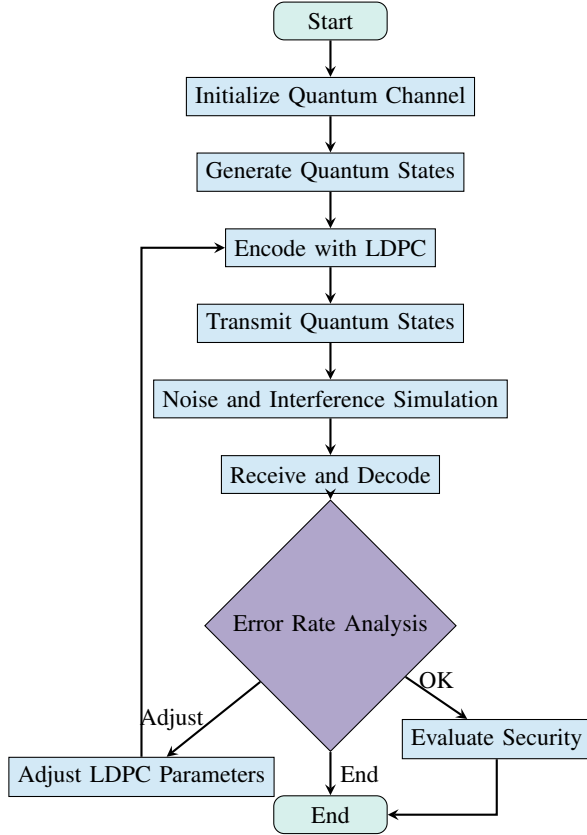 Start
Initialize Quantum Channel
Generate Quantum States
Encode with LDPC
Transmit Quantum States
Noise and Interference Simulation
Receive and Decode
Error Rate Analysis
OK
Adjust
Evaluate Security
Adjust LDPC Parameters
End
End